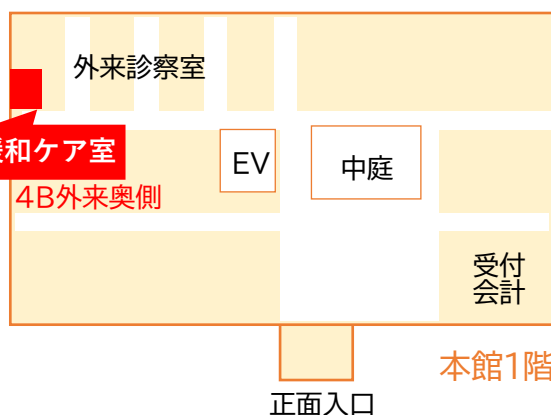 外来診察室
和ケア室
4B外来奥側
EV
中庭
受付
会計
本館1階
正面入口